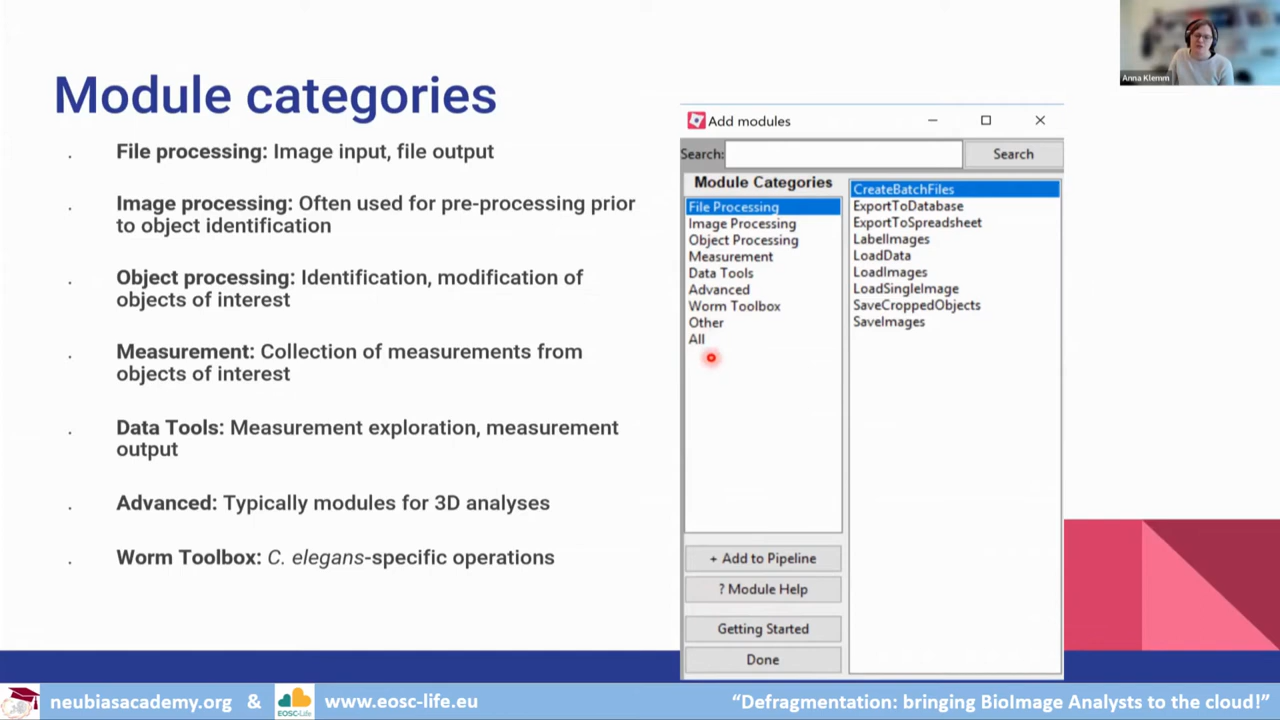 Module categories
. File processing: Image input, file output
. Image processing: Often used for pre-processing prior
to object identification
. Object processing: Identification, modification of
objects of interest
. Measurement: Collection of measurements from
objects of interest
. Data Tools: Measurement exploration, measurement
output
. Advanced: Typically modules for 3D analyses
. Worm Toolbox: C. elegans-specific operations
Anna Klemm
Add modules
Search:
Search
Module Categories
File Processing
Image Processing
Object Processing
Measurement
Data Tools
Advanced
Worm Toolbox
Other
All
CreateBatchFiles
ExportToDatabase
ExportToSpreadsheet
LabelImages
LoadData
LoadImages
LoadSingleImage
SaveCroppedObjects
SaveImages
+ Add to Pipeline
? Module Help
Getting Started
Done
neubiasacademy.org &
EOSC-Life
www.eosc-life.eu
“Defragmentation: bringing BioImage Analysts to the cloud!”